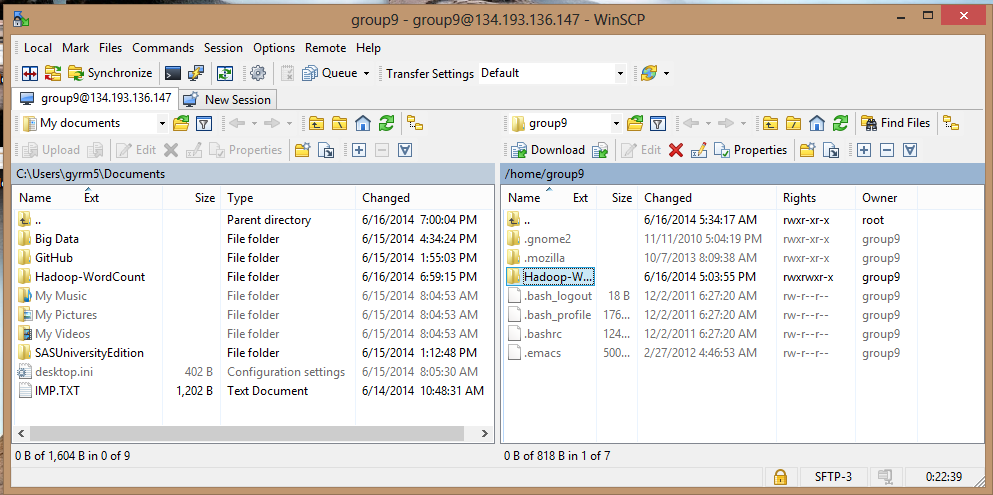 group9 - group9@134.193.136.147 - WinSCP
Local Mark Files Commands Session Options Remote Help
Synchronize Queue Transfer Settings Default
group9@134.193.136.147 New Session
My documents group9 Find Files
Upload Edit Properties Download Edit Properties
C:\Users\gyrm5\Documents /home/group9
Name Ext Size Type Changed Name Ext Size Changed Rights Owner
.. Parent directory 6/16/2014 7:00:04 PM .. 6/16/2014 5:34:17 AM rwxr-xr-x root
Big Data File folder 6/15/2014 4:34:24 PM .gnome2 11/11/2010 5:04:19 PM rwxr-xr-x group9
GitHub File folder 6/15/2014 1:55:03 PM .mozilla 10/7/2013 8:09:38 AM rwxr-xr-x group9
Hadoop-WordCount File folder 6/16/2014 6:59:15 PM Hadoop-W... 6/16/2014 5:03:55 PM rwxrwxr-x group9
My Music File folder 6/15/2014 8:04:53 AM .bash_logout 18 B 12/2/2011 6:27:20 AM rw-r--r-- group9
My Pictures File folder 6/15/2014 8:04:53 AM .bash_profile 176... 12/2/2011 6:27:20 AM rw-r--r-- group9
My Videos File folder 6/15/2014 8:04:53 AM .bashrc 124... 12/2/2011 6:27:20 AM rw-r--r-- group9
SASUniversityEdition File folder 6/15/2014 1:12:48 PM .emacs 500... 2/27/2012 4:46:53 AM rw-r--r-- group9
desktop.ini 402 B Configuration settings 6/15/2014 8:05:30 AM
IMP.TXT 1,202 B Text Document 6/14/2014 10:48:31 AM
0 B of 1,604 B in 0 of 9 0 B of 818 B in 1 of 7
SFTP-3 0:22:39